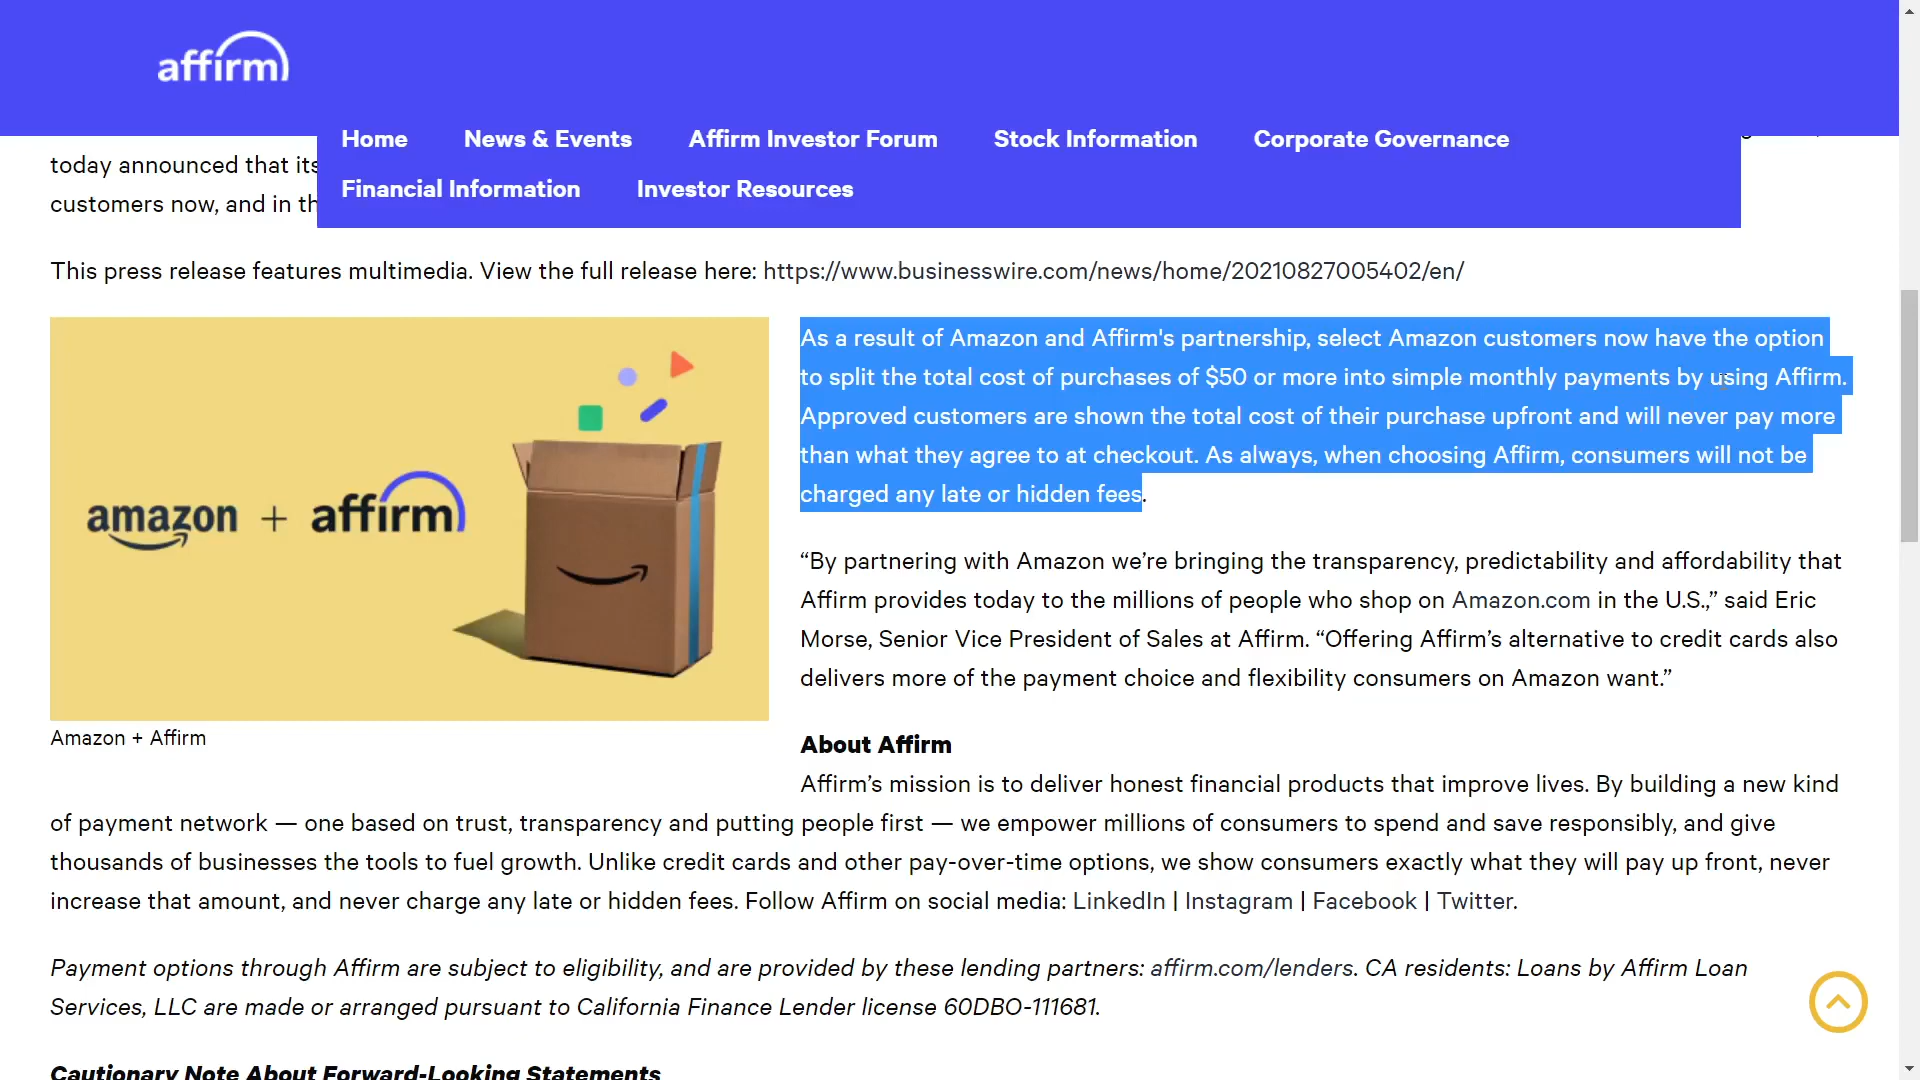 affirm
Home News & Events Affirm Investor Forum Stock Information Corporate Governance
Financial Information Investor Resources
today announced that its
customers now, and in th
This press release features multimedia. View the full release here: https://www.businesswire.com/news/home/20210827005402/en/
amazon + affirm
Amazon + Affirm
As a result of Amazon and Affirm's partnership, select Amazon customers now have the option
to split the total cost of purchases of $50 or more into simple monthly payments by using Affirm.
Approved customers are shown the total cost of their purchase upfront and will never pay more
than what they agree to at checkout. As always, when choosing Affirm, consumers will not be
charged any late or hidden fees.
“By partnering with Amazon we’re bringing the transparency, predictability and affordability that
Affirm provides today to the millions of people who shop on Amazon.com in the U.S.,” said Eric
Morse, Senior Vice President of Sales at Affirm. “Offering Affirm’s alternative to credit cards also
delivers more of the payment choice and flexibility consumers on Amazon want.”
About Affirm
Affirm’s mission is to deliver honest financial products that improve lives. By building a new kind
of payment network — one based on trust, transparency and putting people first — we empower millions of consumers to spend and save responsibly, and give
thousands of businesses the tools to fuel growth. Unlike credit cards and other pay-over-time options, we show consumers exactly what they will pay up front, never
increase that amount, and never charge any late or hidden fees. Follow Affirm on social media: LinkedIn | Instagram | Facebook | Twitter.
Payment options through Affirm are subject to eligibility, and are provided by these lending partners: affirm.com/lenders. CA residents: Loans by Affirm Loan
Services, LLC are made or arranged pursuant to California Finance Lender license 60DBO-111681.
Cautionary Note About Forward-Looking Statements